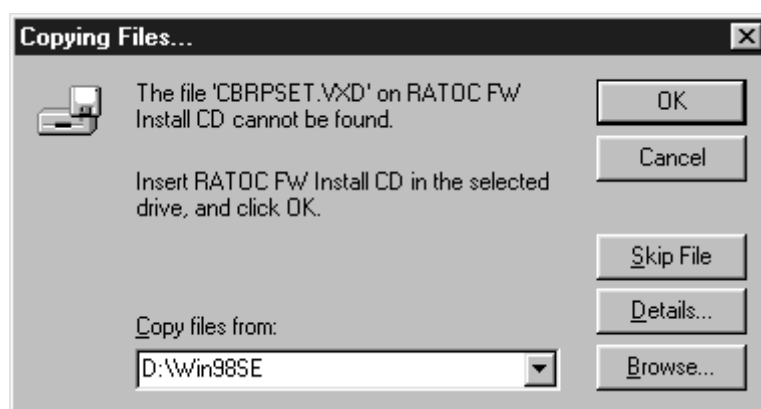 Copying Files...
The file 'CBRPSET.VXD' on RATOC FW
Install CD cannot be found.
Insert RATOC FW Install CD in the selected
drive, and click OK.
Copy files from:
D:\Win98SE
OK
Cancel
Skip File
Details...
Browse...